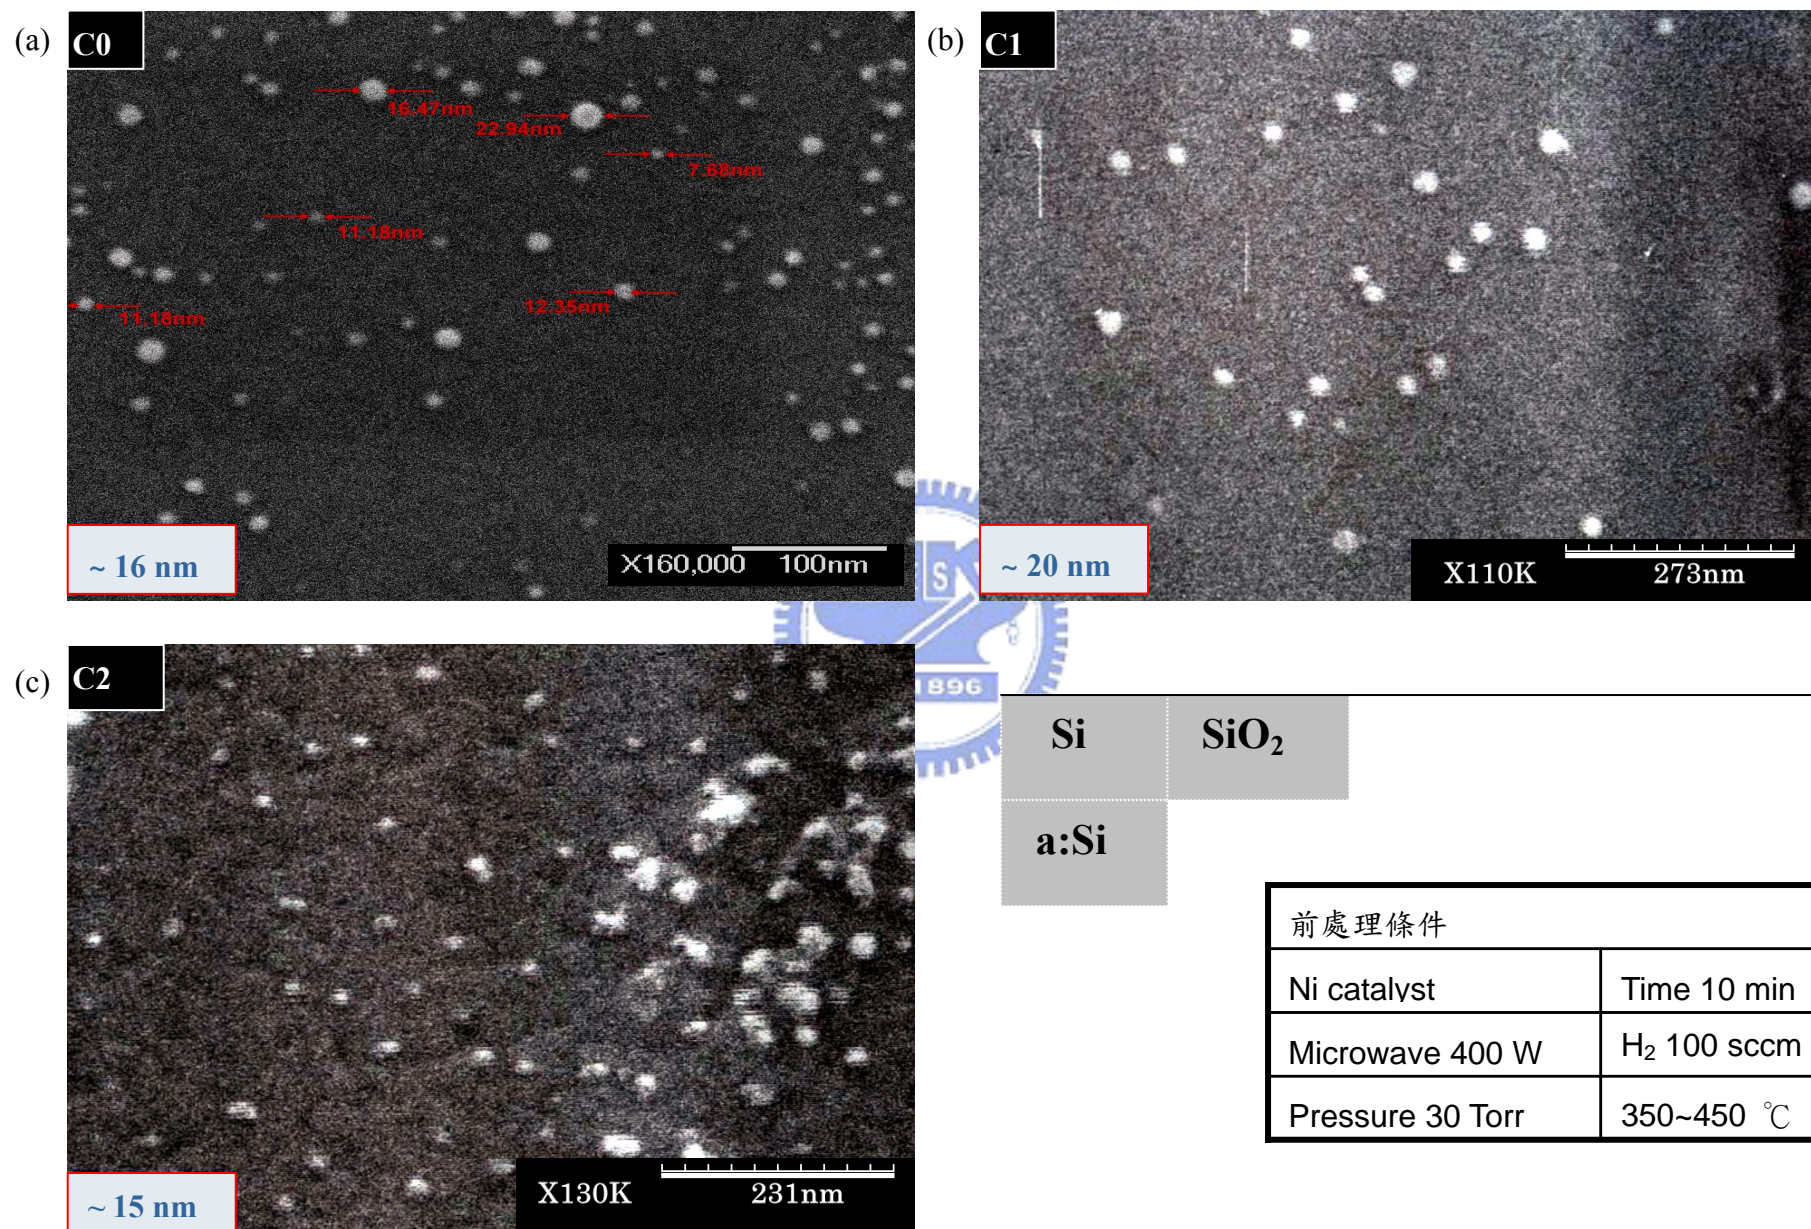 (a)
C0
16.47nm
22.94nm
7.68nm
11.18nm
12.35nm
11.18nm
~ 16 nm
X160,000 100nm
(b)
C1
~ 20 nm
X110K 273nm
(c)
C2
~ 15 nm
X130K 231nm
S
1896
Si SiO₂
a:Si
前處理條件
Ni catalyst Time 10 min
Microwave 400 W H₂ 100 sccm
Pressure 30 Torr 350~450 ℃